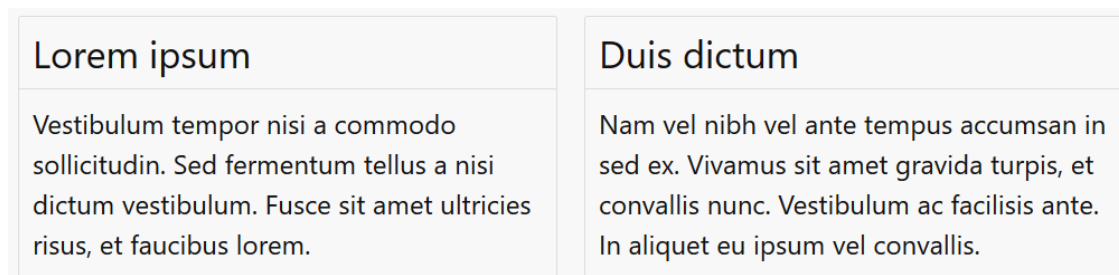 Lorem ipsum
Vestibulum tempor nisi a commodo
sollicitudin. Sed fermentum tellus a nisi
dictum vestibulum. Fusce sit amet ultricies
risus, et faucibus lorem.
Duis dictum
Nam vel nibh vel ante tempus accumsan in
sed ex. Vivamus sit amet gravida turpis, et
convallis nunc. Vestibulum ac facilisis ante.
In aliquet eu ipsum vel convallis.